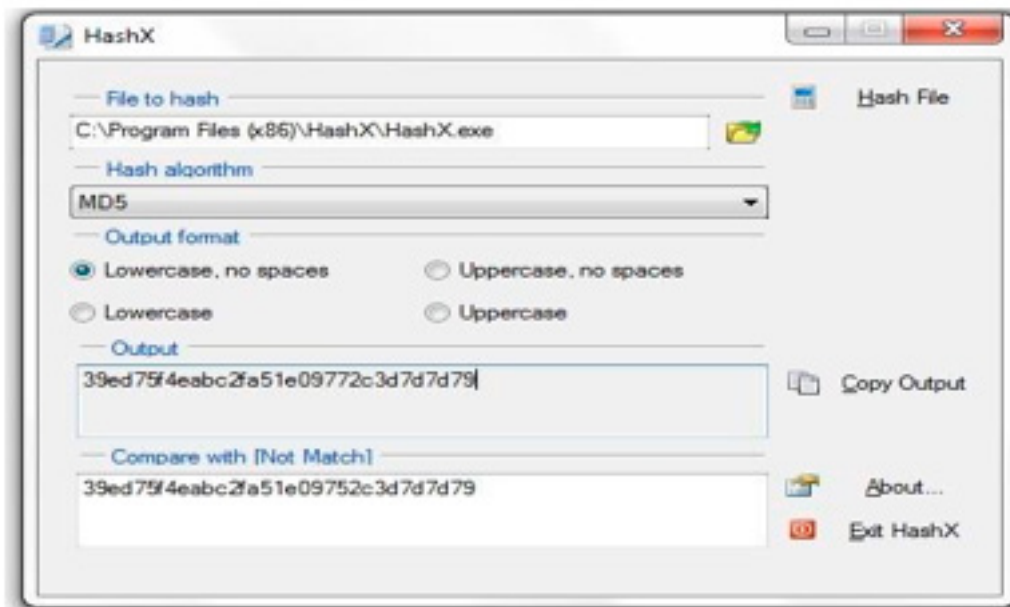 HashX
File to hash
Hash File
C:\Program Files (x86)\HashX\HashX.exe
Hash algorithm
MD5
Output format
Lowercase, no spaces
Uppercase, no spaces
Lowercase
Uppercase
Output
39ed75f4eabc2fa51e09772c3d7d7d79
Copy Output
Compare with [Not Match]
39ed75f4eabc2fa51e09752c3d7d7d79
About...
Exit HashX